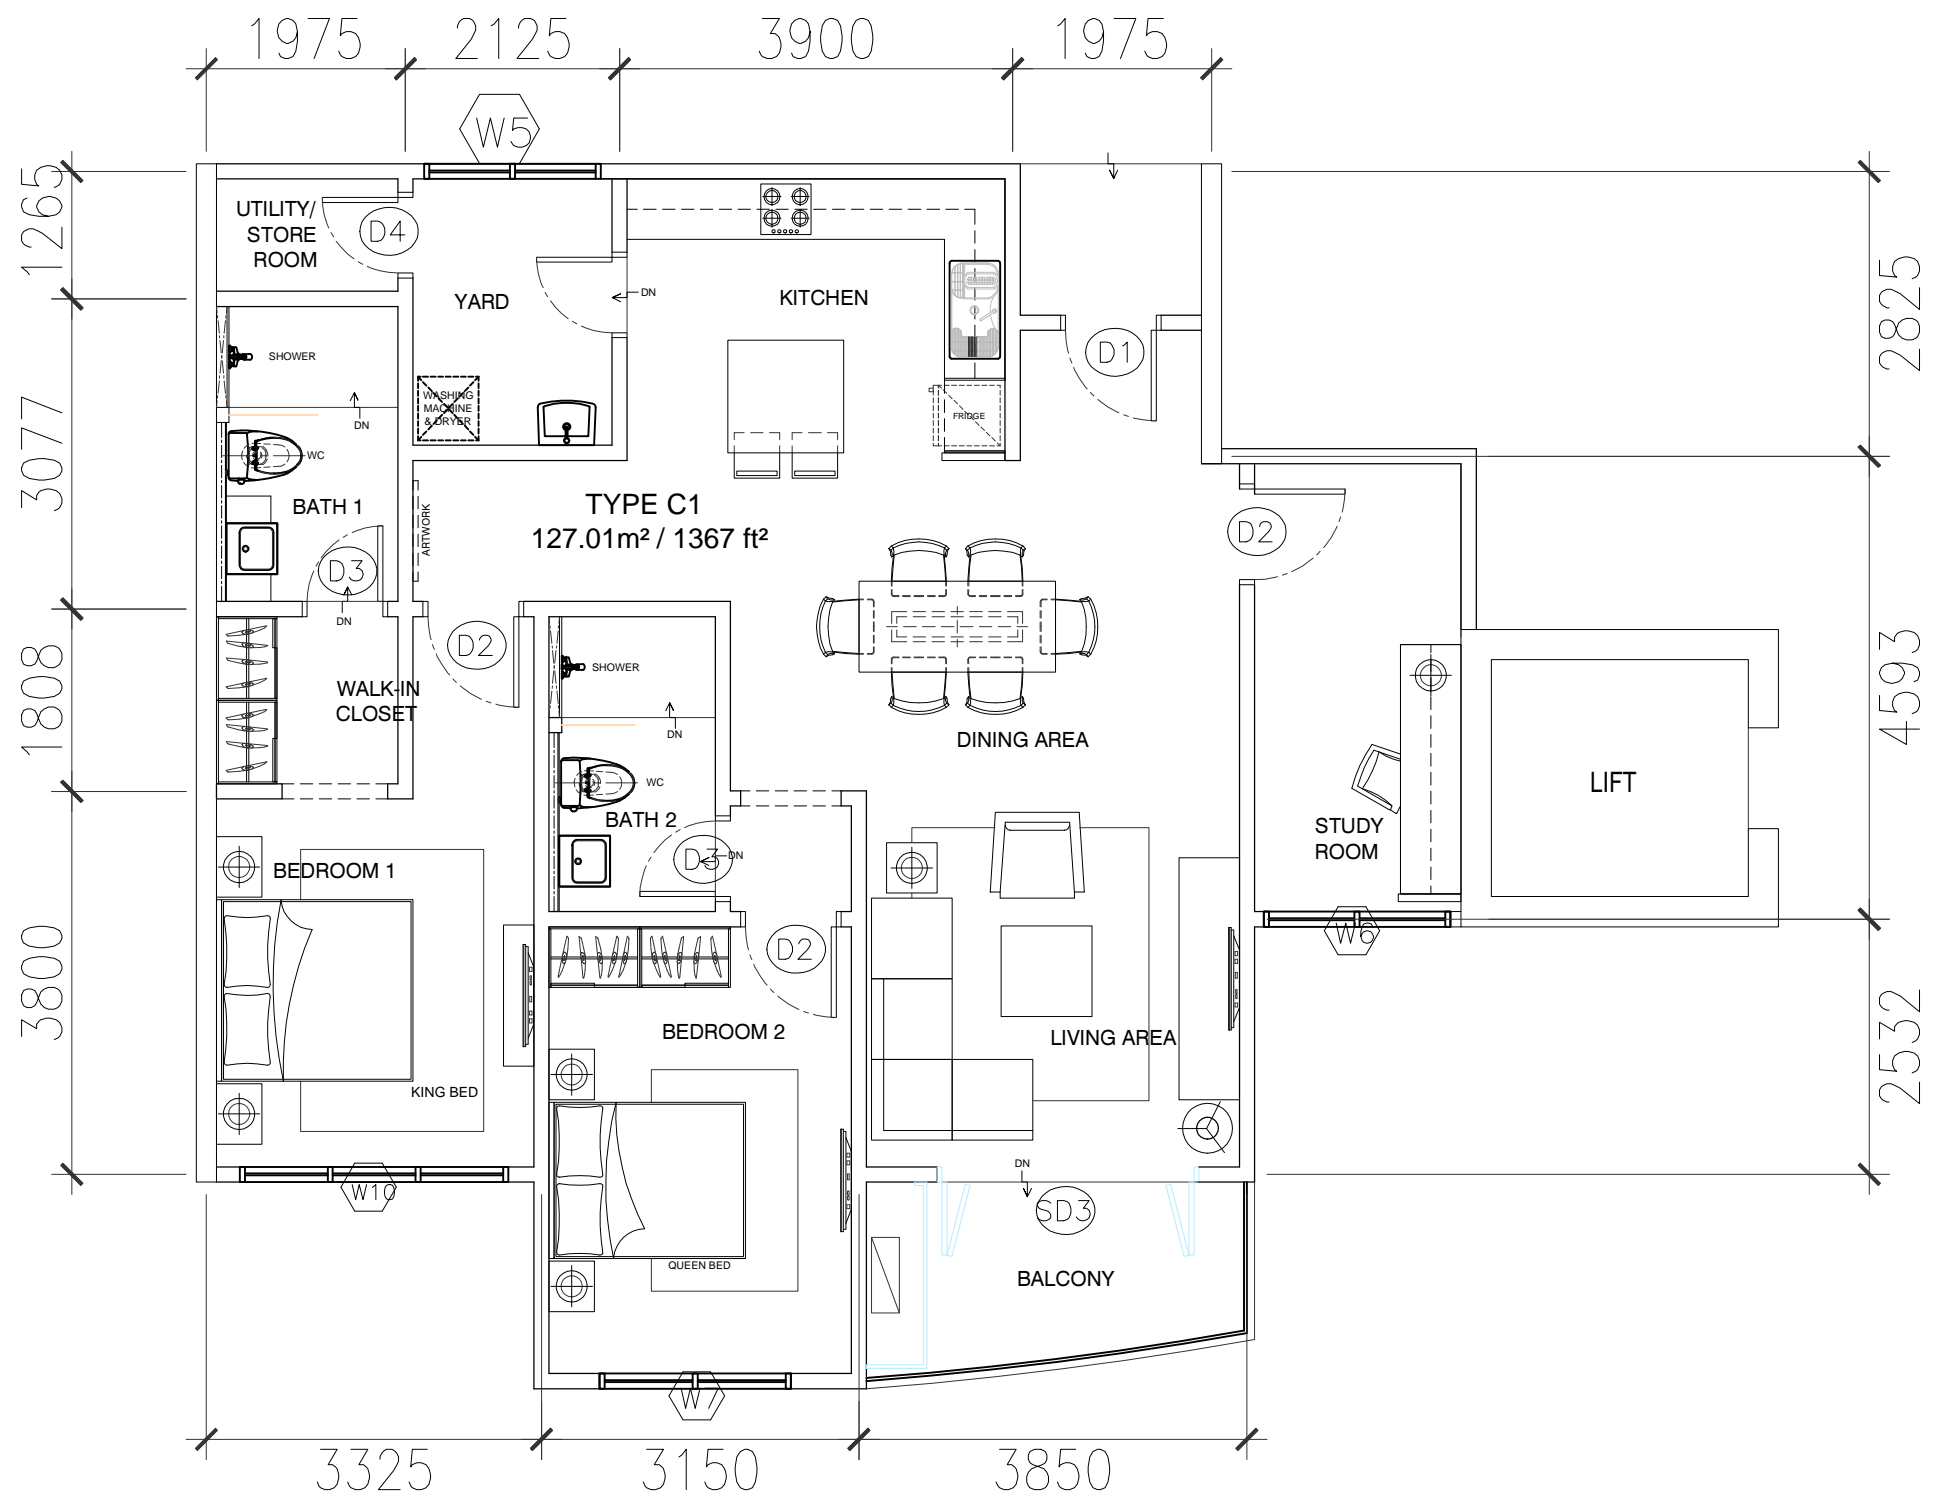 1975
2125
3900
1975
W5
1265
UTILITY/
STORE
ROOM
D4
YARD
DN
KITCHEN
2825
D1
SHOWER
WASHING
MACHINE
& DRYER
FRIDGE
DN
WC
3077
BATH 1
ARTWORK
TYPE C1
127.01m² / 1367 ft²
D2
D3
DN
D2
SHOWER
1808
WALK-IN
CLOSET
4593
DN
DINING AREA
WC
LIFT
BATH 2
STUDY
ROOM
D3
DN
BEDROOM 1
3800
D2
W6
BEDROOM 2
LIVING AREA
2532
KING BED
DN
W10
SD3
QUEEN BED
BALCONY
W7
3325
3150
3850